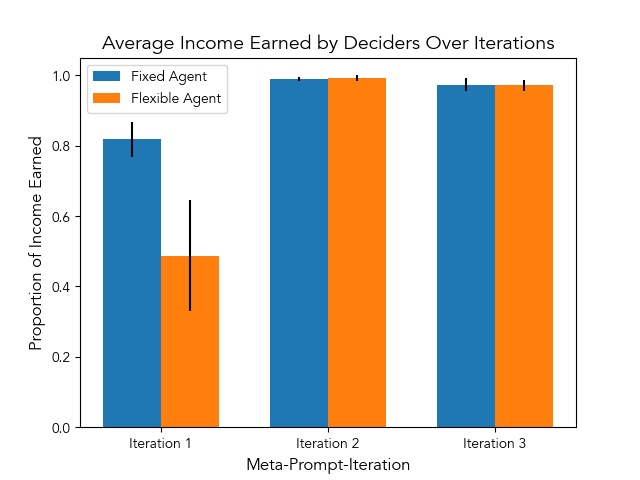 Average Income Earned by Deciders Over Iterations
Fixed Agent
Flexible Agent
Proportion of Income Earned
1.0
0.8
0.6
0.4
0.2
0.0
Iteration 1
Iteration 2
Iteration 3
Meta-Prompt-Iteration